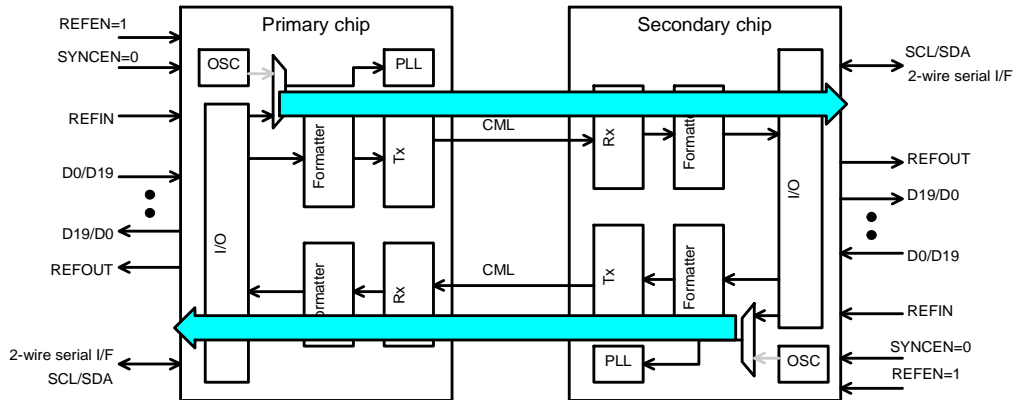 REFEN=1
SYNCEN=0
REFIN
D0/D19
D19/D0
REFOUT
2-wire serial I/F
SCL/SDA
Primary chip
OSC
PLL
I/O
Formatter
Tx
Formatter
Rx
CML
CML
Secondary chip
Rx
Formatter
I/O
Tx
Formatter
PLL
OSC
SCL/SDA
2-wire serial I/F
REFOUT
D19/D0
D0/D19
REFIN
SYNCEN=0
REFEN=1